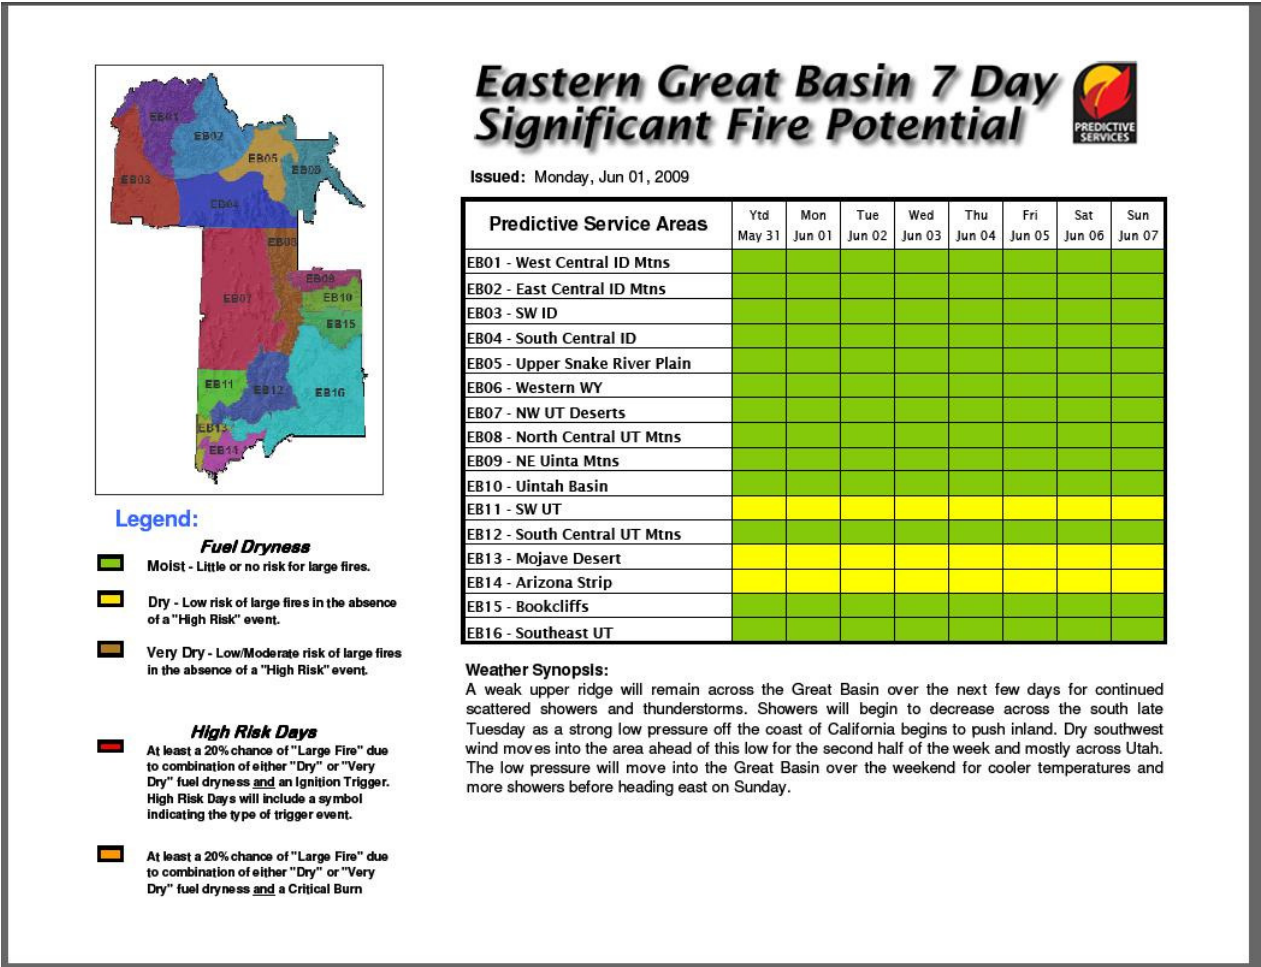 EB01
EB02
EB05
EB03
EB04
EB08
EB07
EB10
EB15
EB11
EB12
EB16
EB13
Eastern Great Basin 7 Day
Significant Fire Potential
PREDICTIVE
SERVICES
Issued: Monday, Jun 01, 2009
Predictive Service Areas Ytd Mon Tue Wed Thu Fri Sat Sun
May 31 Jun 01 Jun 02 Jun 03 Jun 04 Jun 05 Jun 06 Jun 07
EB01 - West Central ID Mtns
EB02 - East Central ID Mtns
EB03 - SW ID
EB04 - South Central ID
EB05 - Upper Snake River Plain
EB06 - Western WY
EB07 - NW UT Deserts
EB08 - North Central UT Mtns
EB09 - NE Uinta Mtns
EB10 - Uintah Basin
EB11 - SW UT
EB12 - South Central UT Mtns
EB13 - Mojave Desert
EB14 - Arizona Strip
EB15 - Bookcliffs
EB16 - Southeast UT
Legend:
Fuel Dryness
Moist - Little or no risk for large fires.
Dry - Low risk of large fires in the absence
of a "High Risk" event.
Very Dry - Low/Moderate risk of large fires
in the absence of a "High Risk" event.
High Risk Days
At least a 20% chance of "Large Fire" due
to combination of either "Dry" or "Very
Dry" fuel dryness and an Ignition Trigger.
High Risk Days will include a symbol
indicating the type of trigger event.
At least a 20% chance of "Large Fire" due
to combination of either "Dry" or "Very
Dry" fuel dryness and a Critical Burn
Weather Synopsis:
A weak upper ridge will remain across the Great Basin over the next few days for continued
scattered showers and thunderstorms. Showers will begin to decrease across the south late
Tuesday as a strong low pressure off the coast of California begins to push inland. Dry southwest
wind moves into the area ahead of this low for the second half of the week and mostly across Utah.
The low pressure will move into the Great Basin over the weekend for cooler temperatures and
more showers before heading east on Sunday.